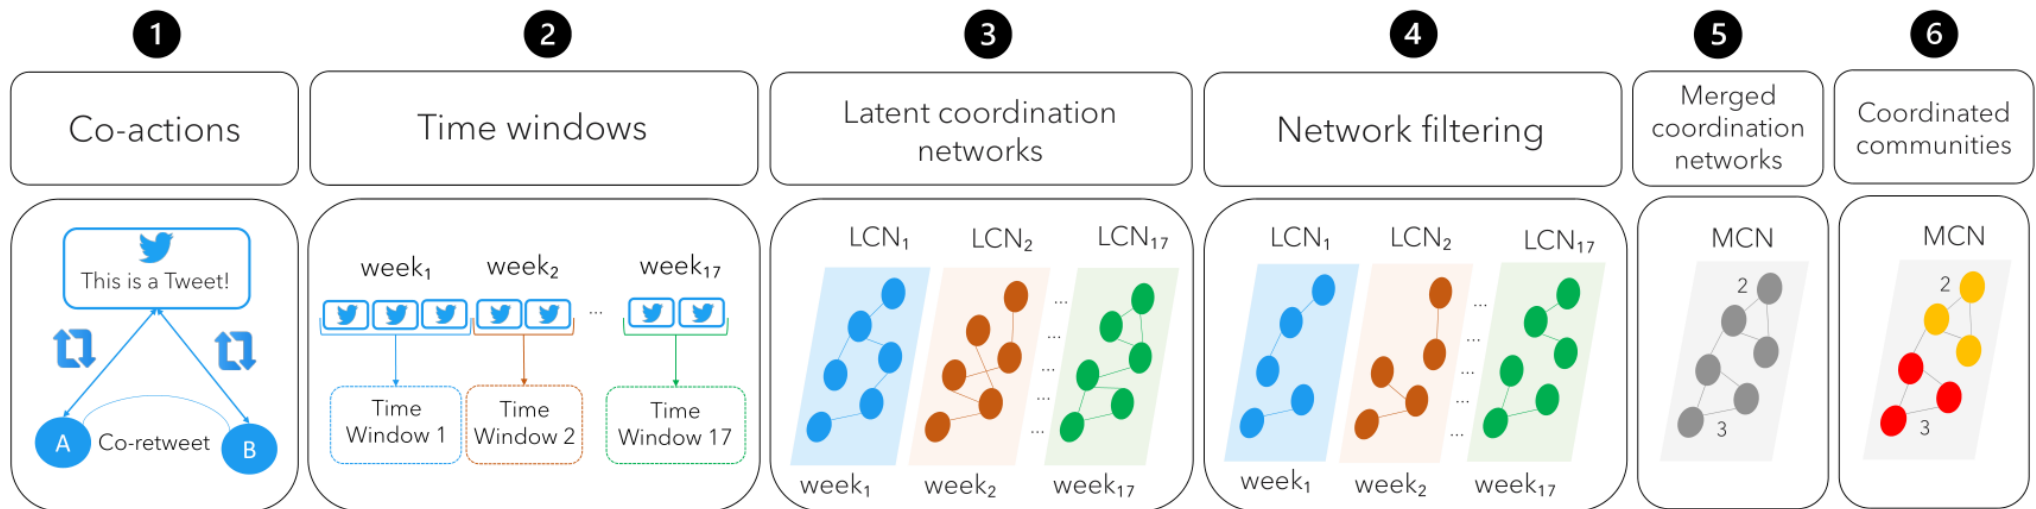 1
2
3
4
5
6
Co-actions
Time windows
Latent coordination
networks
Network filtering
Merged
coordination
networks
Coordinated
communities
This is a Tweet!
A
Co-retweet
B
week₁
week₂
...
week₁₇
Time
Window 1
Time
Window 2
Time
Window 17
LCN₁
LCN₂
LCN₁₇
...
...
...
...
week₁
week₂
week₁₇
LCN₁
LCN₂
LCN₁₇
...
...
...
...
...
week₁
week₂
week₁₇
MCN
2
3
MCN
2
3